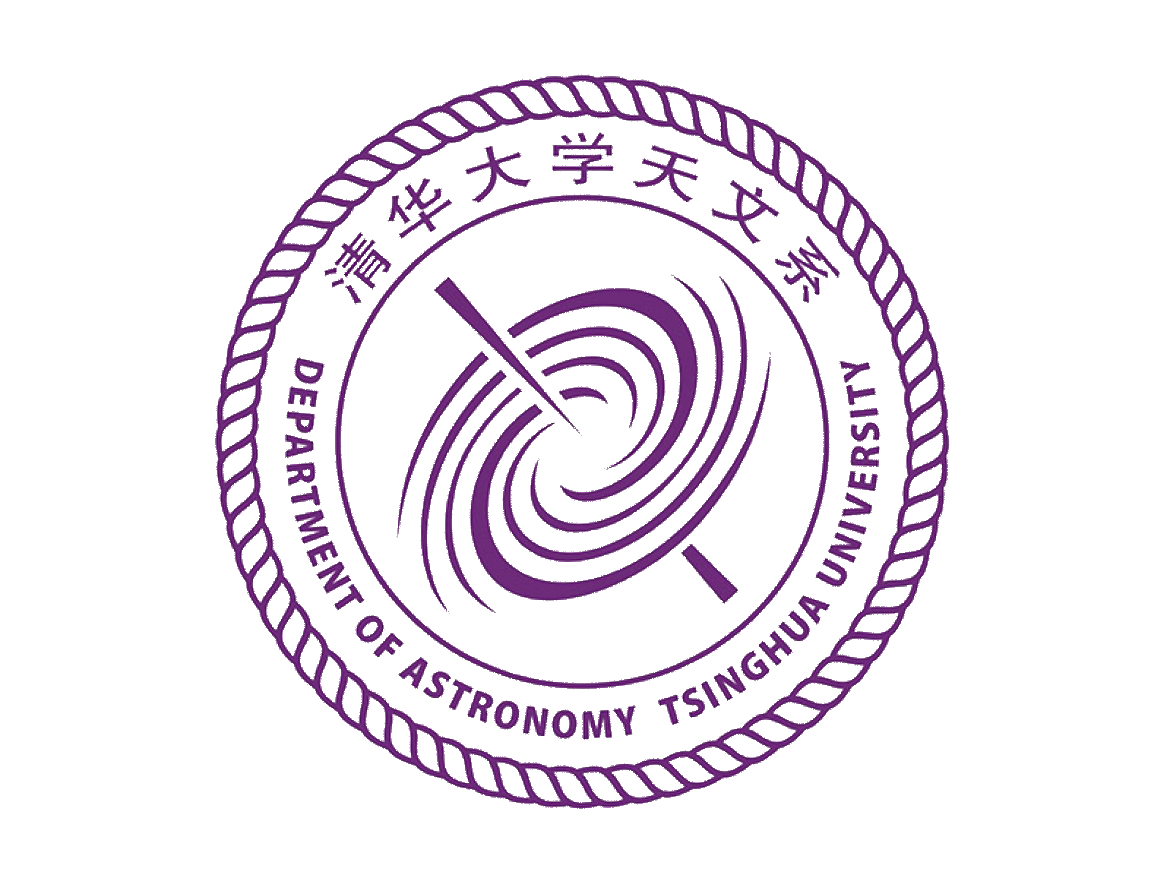 清华大学天文系
DEPARTMENT OF ASTRONOMY TSINGHUA UNIVERSITY